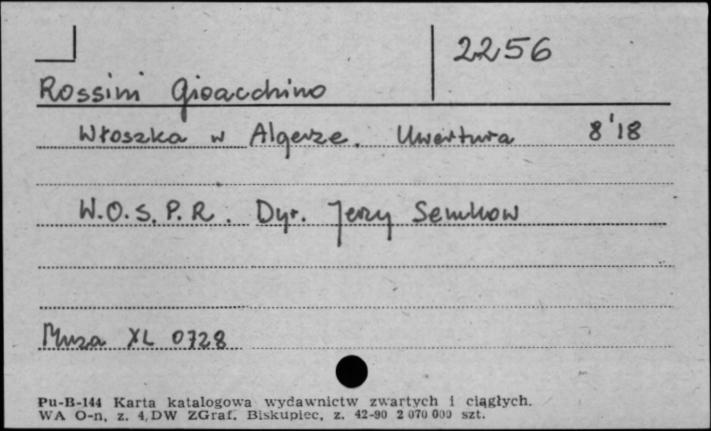 2256
Rossini Gioacchino
Włoszka w Algerze. Uwertura 8'18
W.O.S.P.R. Dyr. Jerzy Semkow
Muza XL 0728
Pu-B-144 Karta katalogowa wydawnictw zwartych i ciągłych.
WA O-n, z. 4, DW ZGraf. Biskupiec, z. 42-90 2 070 000 szt.